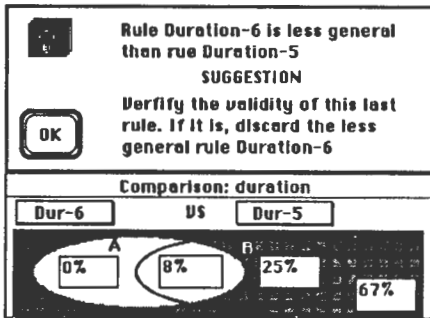 Rule Duration-6 is less general
than rue Duration-5
SUGGESTION
Verfify the validity of this last
rule. If it is, discard the less
general rule Duration-6
OK
Comparison: duration
Dur-6 VS Dur-5
A B
0% 8% 25%
67%